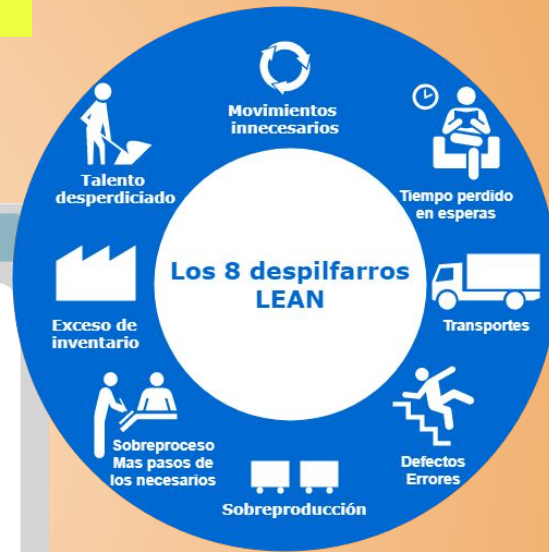 Los 8 despilfarros
LEAN
Movimientos
innecesarios
Tiempo perdido
en esperas
Transportes
Defectos
Errores
Sobreproducción
Sobreproceso
Mas pasos de
los necesarios
Exceso de
inventario
Talento
desperdiciado